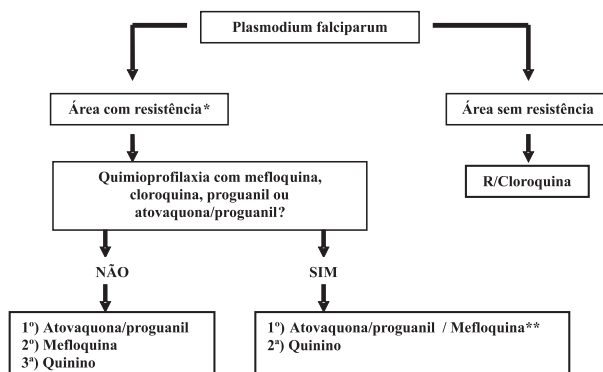 Plasmodium falciparum
Área com resistência*
Área sem resistência
Quimioprofilaxia com mefloquina,
cloroquina, proguanil ou
atovaquona/proguanil?
R/Cloroquina
NÃO
SIM
1º) Atovaquona/proguanil
2º) Mefloquina
3ª) Quinino
1º) Atovaquona/proguanil / Mefloquina**
2ª) Quinino